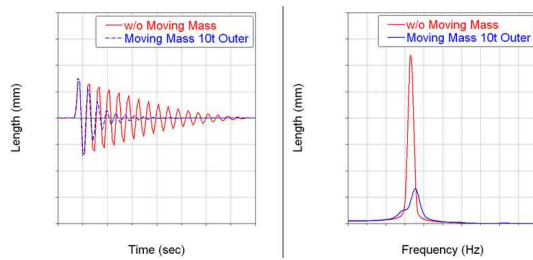 w/o Moving Mass
Moving Mass 10t Outer
Length (mm)
Time (sec)
w/o Moving Mass
Moving Mass 10t Outer
Length (mm)
Frequency (Hz)